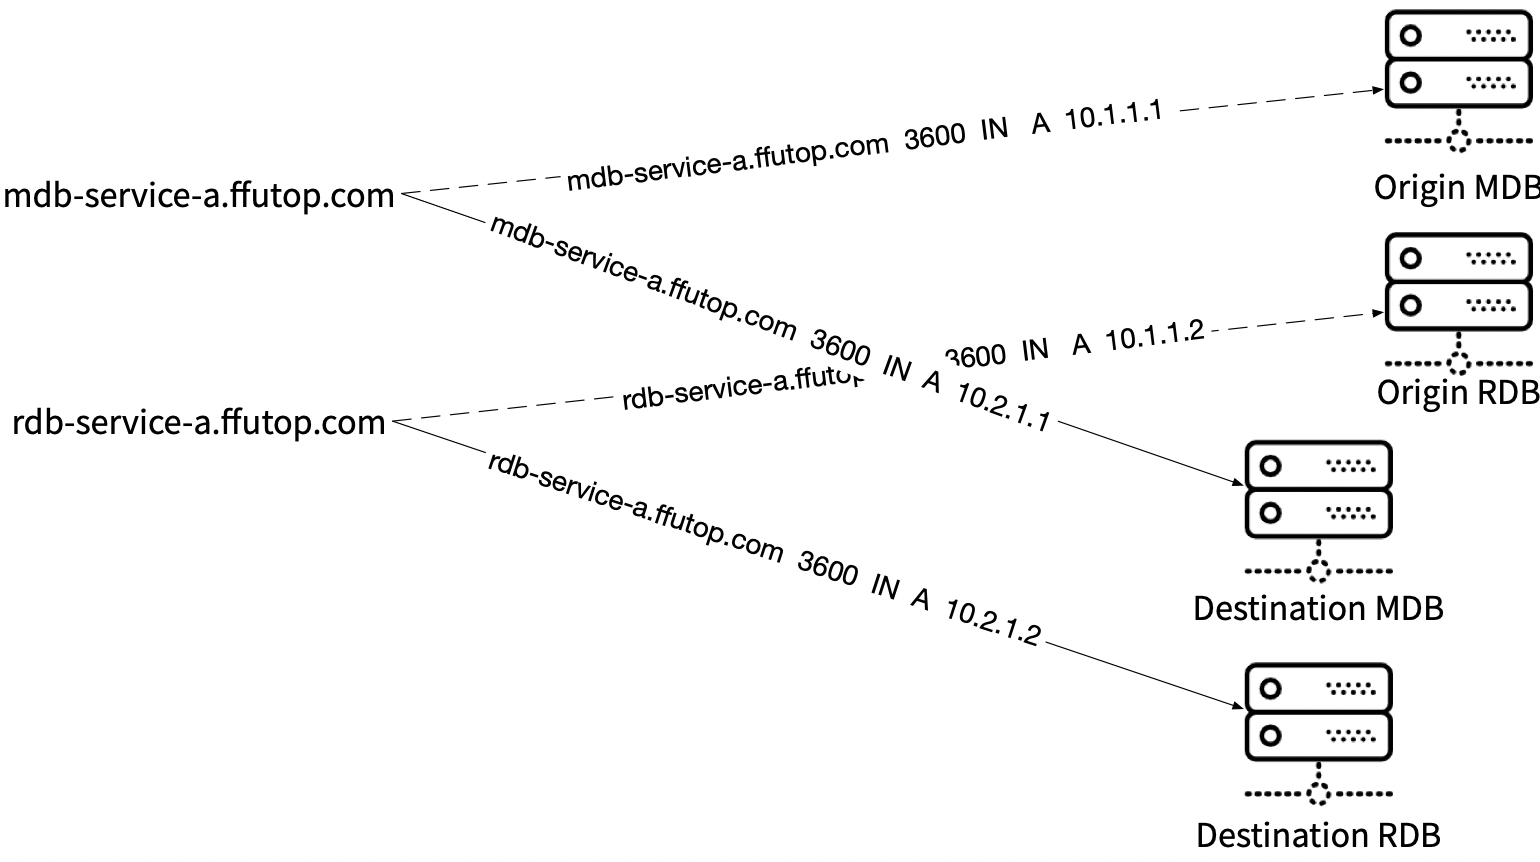 mdb-service-a.ffutop.com 3600 IN A 10.1.1.1
Origin MDB
mdb-service-a.ffutop.com
mdb-service-a.ffutop.com 3600 IN A 10.2.1.1
3600 IN A 10.1.1.2
Origin RDB
rdb-service-a.ffutop
rdb-service-a.ffutop.com
rdb-service-a.ffutop.com 3600 IN A 10.2.1.2
Destination MDB
Destination RDB